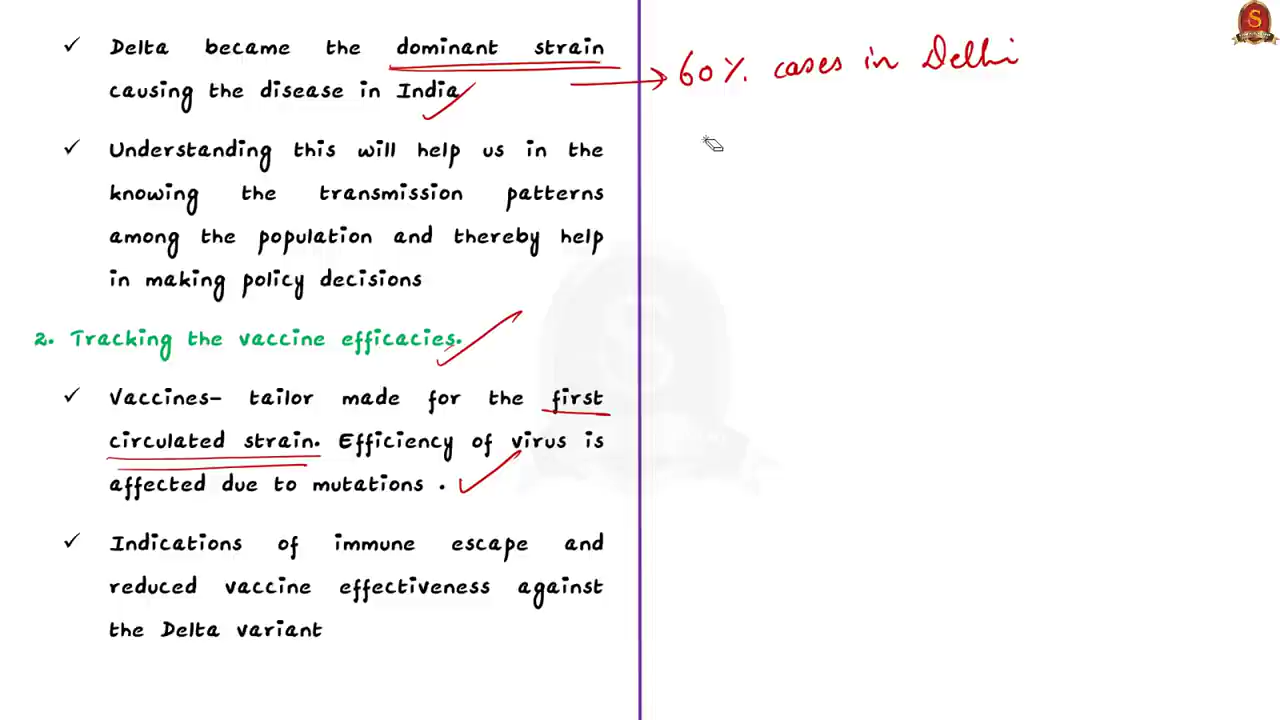 ✓ Delta became the dominant strain
causing the disease in India
✓ Understanding this will help us in the
knowing the transmission patterns
among the population and thereby help
in making policy decisions
2. Tracking the vaccine efficacies.
✓ Vaccines- tailor made for the first
circulated strain. Efficiency of virus is
affected due to mutations .
✓ Indications of immune escape and
reduced vaccine effectiveness against
the Delta variant
60% cases in Delhi
S
S